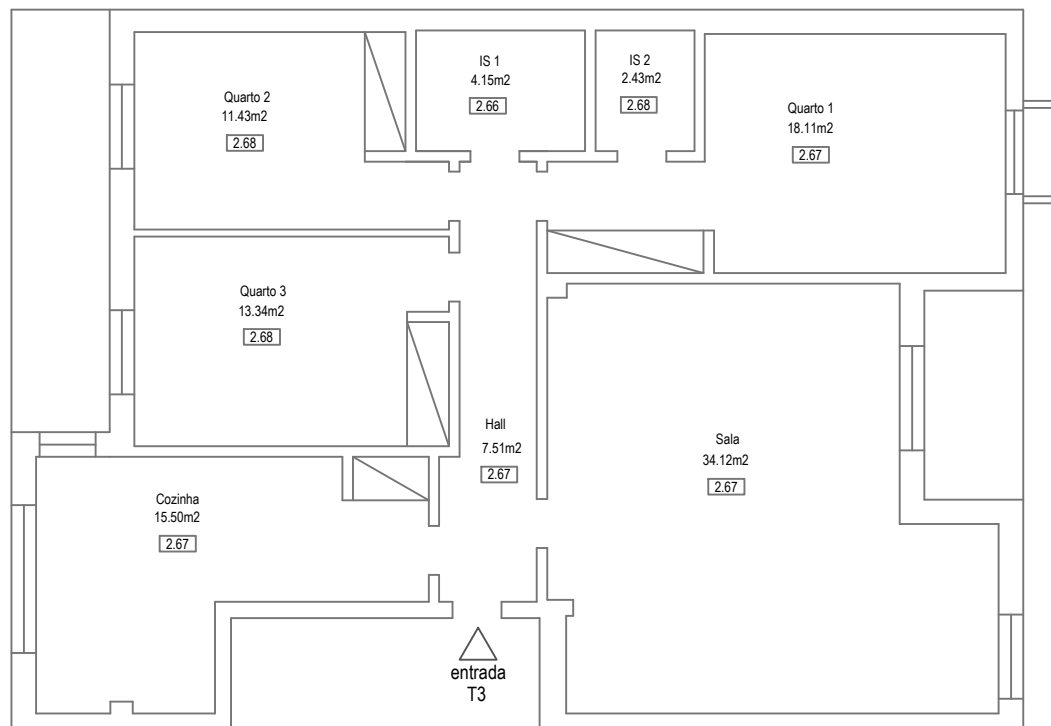 IS 1
4.15m2
2.66
IS 2
2.43m2
2.68
Quarto 2
11.43m2
2.68
Quarto 1
18.11m2
2.67
Quarto 3
13.34m2
2.68
Hall
7.51m2
2.67
Sala
34.12m2
2.67
Cozinha
15.50m2
2.67
entrada
T3